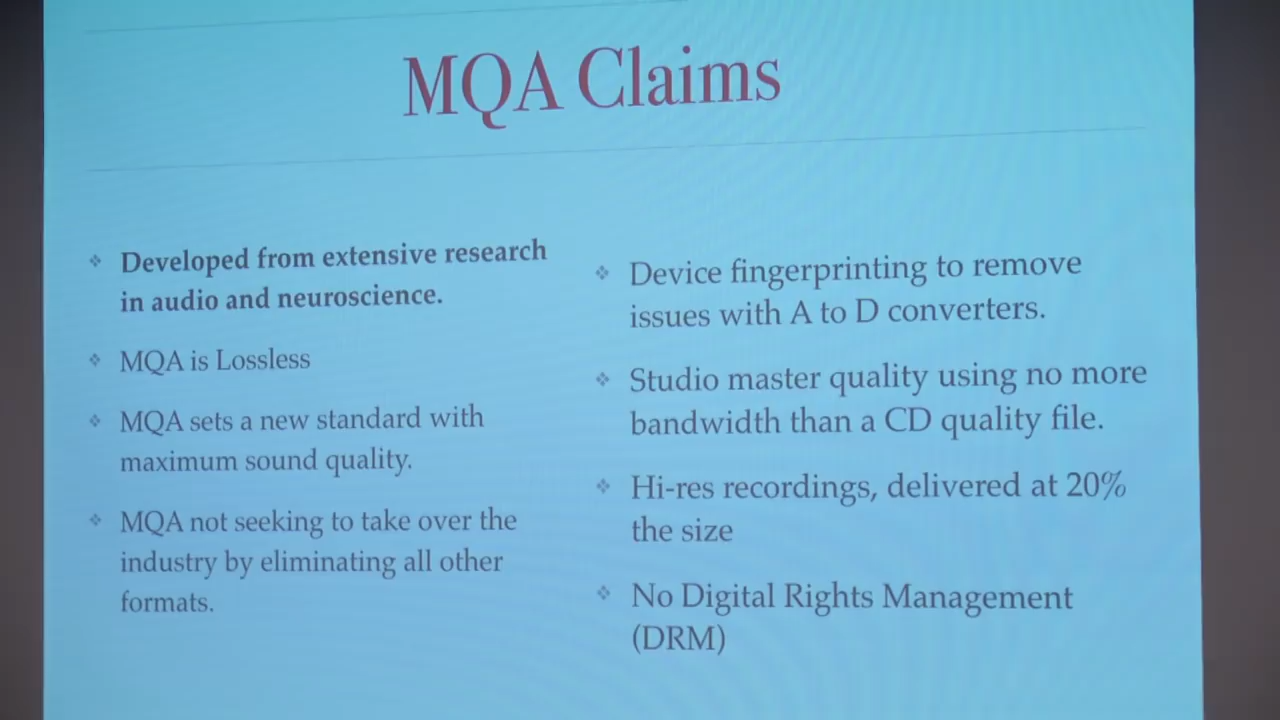 MQA Claims
Developed from extensive research
in audio and neuroscience.
MQA is Lossless
MQA sets a new standard with
maximum sound quality.
MQA not seeking to take over the
industry by eliminating all other
formats.
Device fingerprinting to remove
issues with A to D converters.
Studio master quality using no more
bandwidth than a CD quality file.
Hi-res recordings, delivered at 20%
the size
No Digital Rights Management
(DRM)